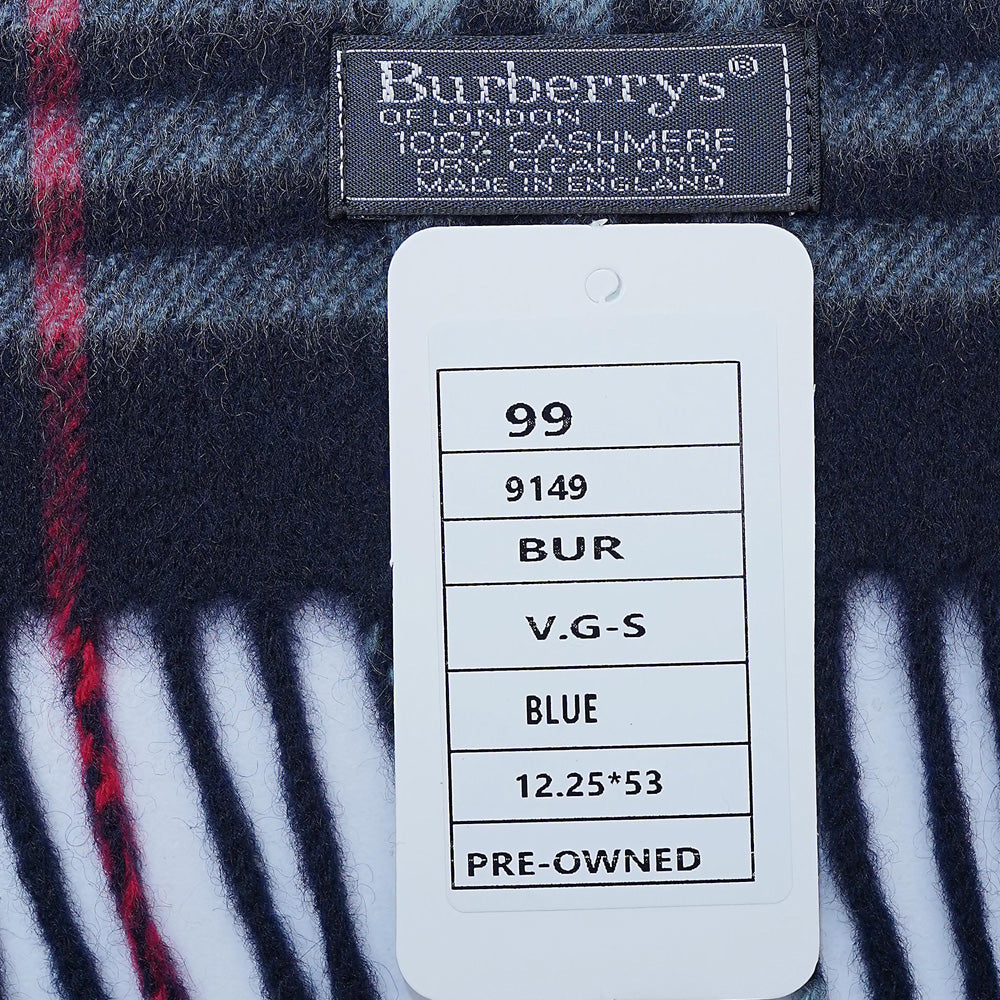 Burberrys®
OF LONDON
100% CASHMERE
DRY CLEAN ONLY
MADE IN ENGLAND
99
9149
BUR
V.G-S
BLUE
12.25*53
PRE-OWNED